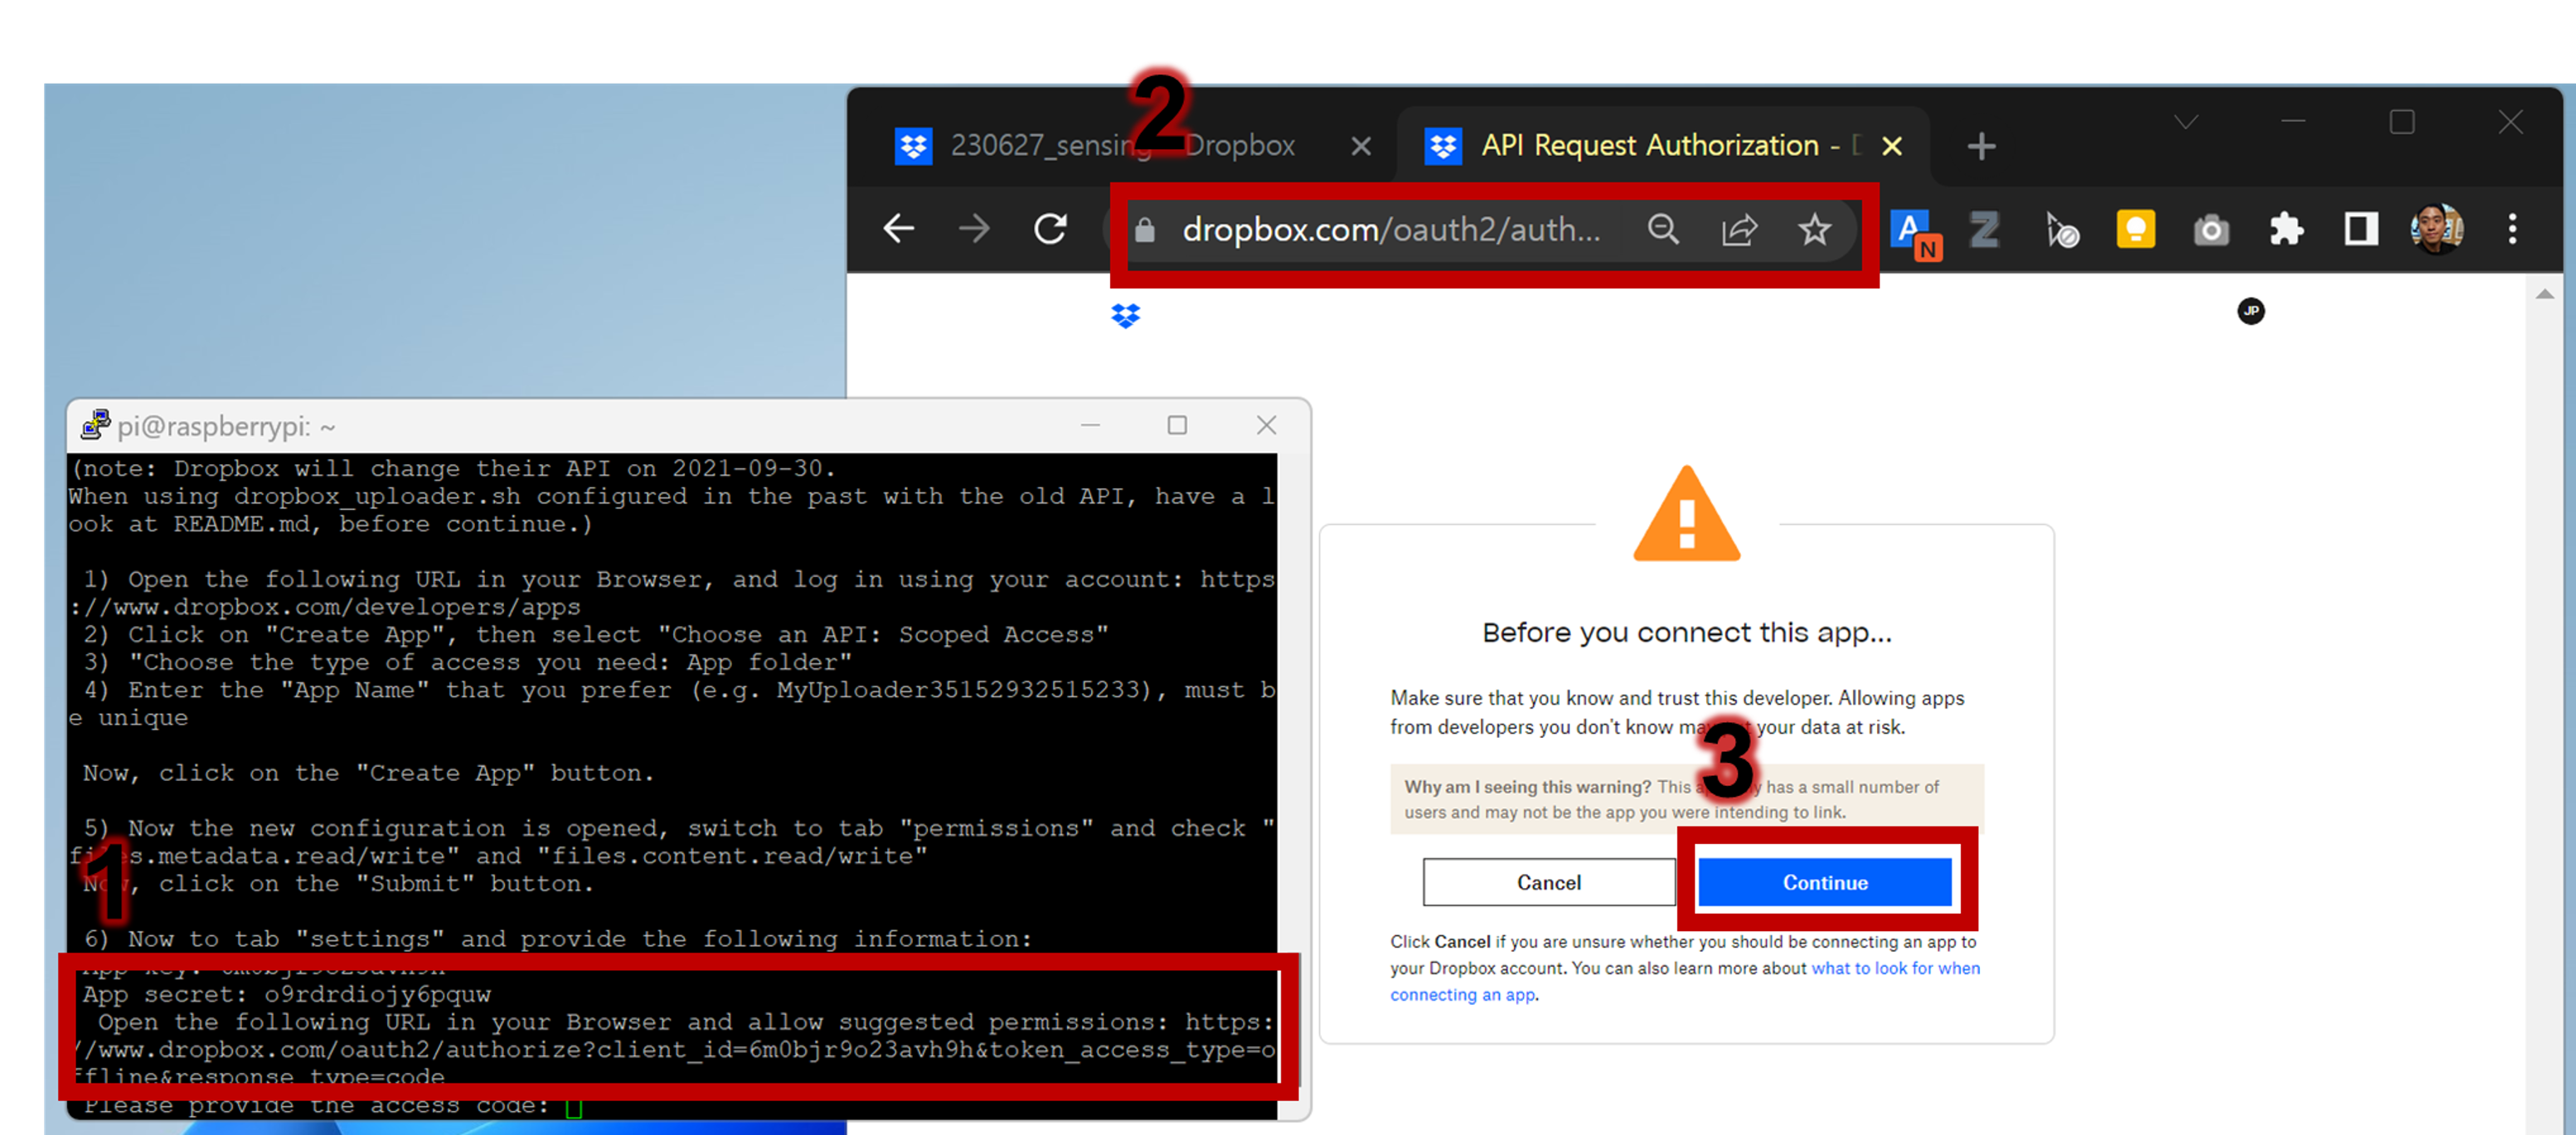 2
230627_sensing Dropbox
API Request Authorization -
dropbox.com/oauth2/auth...
A
N
Z
JP
pi@raspberrypi: ~
(note: Dropbox will change their API on 2021-09-30.
When using dropbox_uploader.sh configured in the past with the old API, have a l
ook at README.md, before continue.)
1) Open the following URL in your Browser, and log in using your account: https
://www.dropbox.com/developers/apps
2) Click on "Create App", then select "Choose an API: Scoped Access"
3) "Choose the type of access you need: App folder"
4) Enter the "App Name" that you prefer (e.g. MyUploader35152932515233), must b
e unique
Now, click on the "Create App" button.
5) Now the new configuration is opened, switch to tab "permissions" and check "
files.metadata.read/write" and "files.content.read/write"
1
Now, click on the "Submit" button.
6) Now to tab "settings" and provide the following information:
App key: 6m0bjr9o23avh9h
App secret: o9rdrdiojy6pquw
Open the following URL in your Browser and allow suggested permissions: https:
//www.dropbox.com/oauth2/authorize?client_id=6m0bjr9o23avh9h&token_access_type=o
ffline&response_type=code
Please provide the access code:
Before you connect this app...
Make sure that you know and trust this developer. Allowing apps
from developers you don't know may your data at risk.
3
Why am I seeing this warning? This has a small number of
users and may not be the app you were intending to link.
Cancel
Continue
Click Cancel if you are unsure whether you should be connecting an app to
your Dropbox account. You can also learn more about what to look for when
connecting an app.